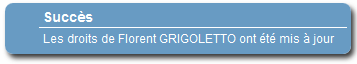 Succès
Les droits de Florent GRIGOLETTO ont été mis à jour